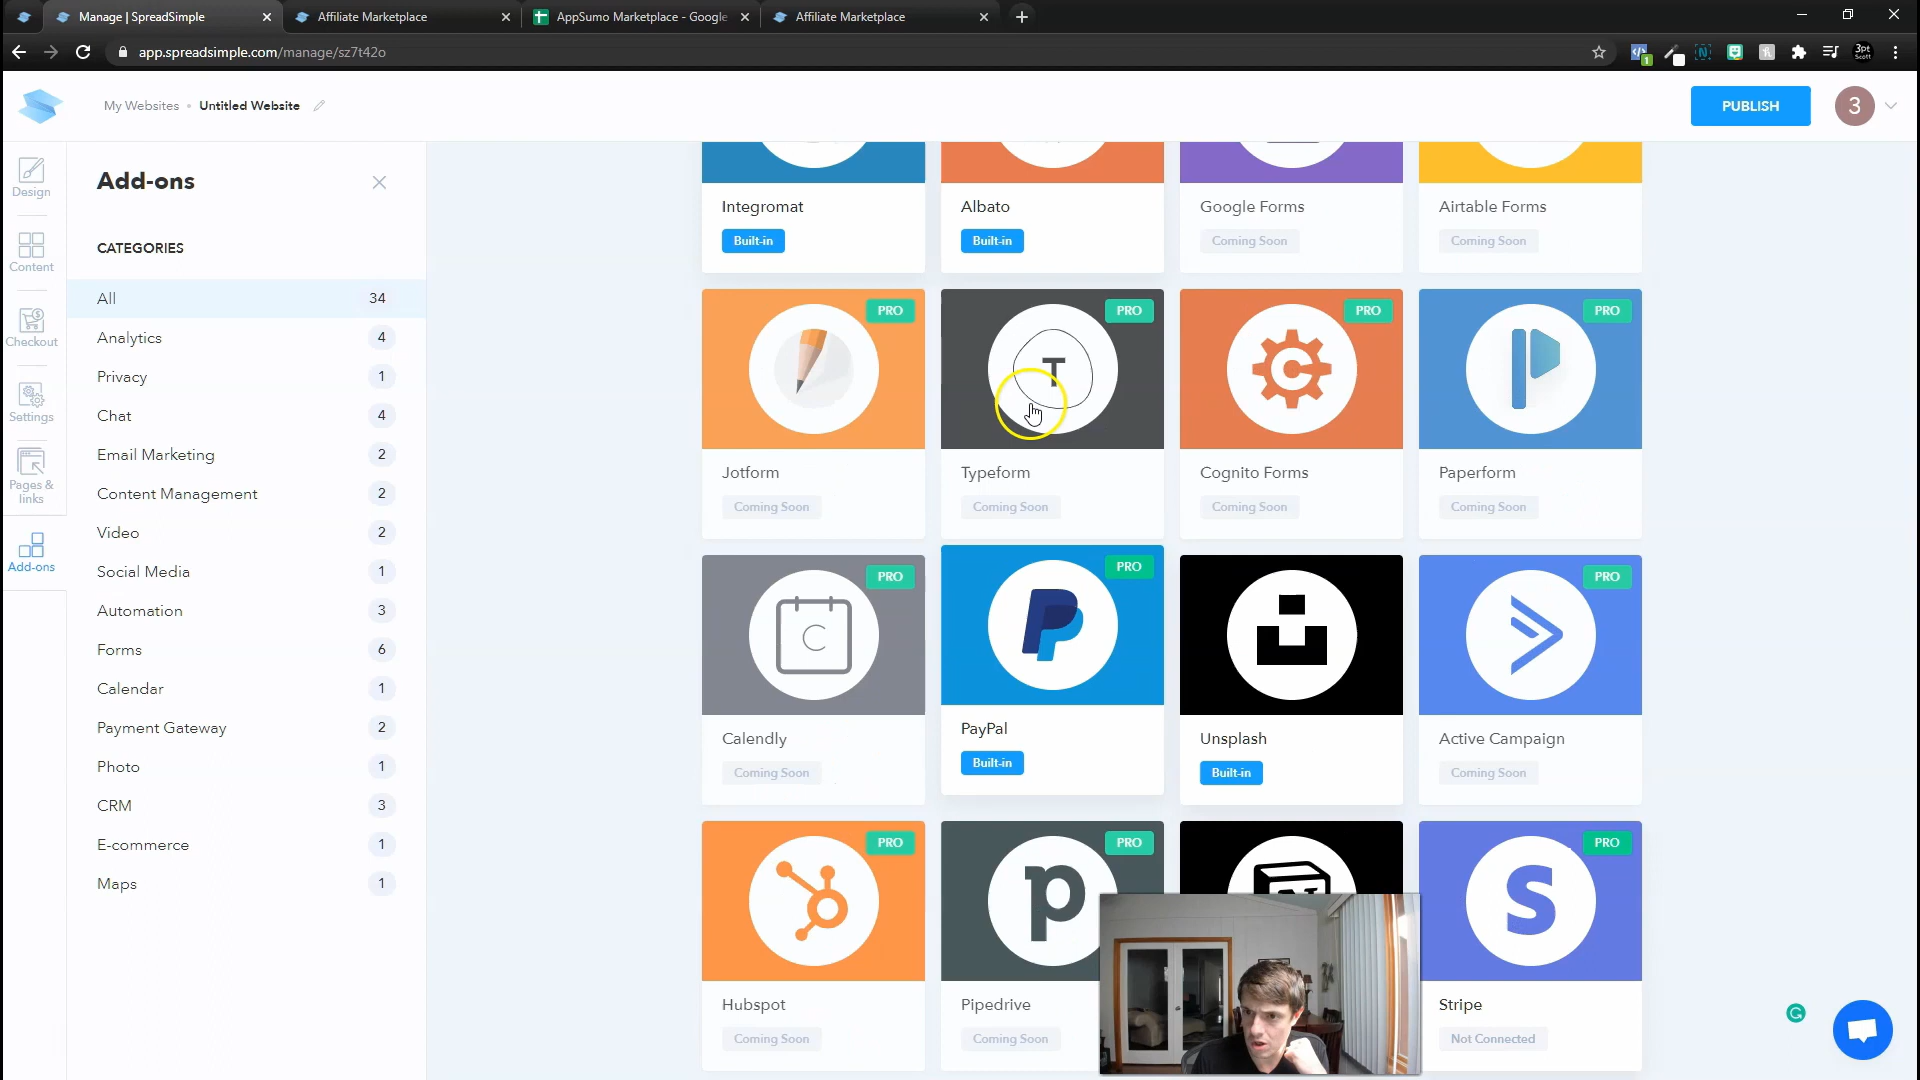 Manage | SpreadSimple
Affiliate Marketplace
AppSumo Marketplace - Google
Affiliate Marketplace
app.spreadsimple.com/manage/sz7t42o
1
3pt
Scott
My Websites • Untitled Website
PUBLISH
3
Design
Content
Checkout
Settings
Pages &
links
Add-ons
Add-ons
CATEGORIES
All 34
Analytics 4
Privacy 1
Chat 4
Email Marketing 2
Content Management 2
Video 2
Social Media 1
Automation 3
Forms 6
Calendar 1
Payment Gateway 2
Photo 1
CRM 3
E-commerce 1
Maps 1
Integromat
Built-in
Albato
Built-in
Google Forms
Coming Soon
Airtable Forms
Coming Soon
PRO
Jotform
Coming Soon
PRO
T
Typeform
Coming Soon
PRO
C
Cognito Forms
Coming Soon
PRO
Paperform
Coming Soon
PRO
C
Calendly
Coming Soon
PRO
PayPal
Built-in
Unsplash
Built-in
PRO
Active Campaign
Coming Soon
PRO
Hubspot
Coming Soon
PRO
p
Pipedrive
Coming Soon
PRO
S
Stripe
Not Connected